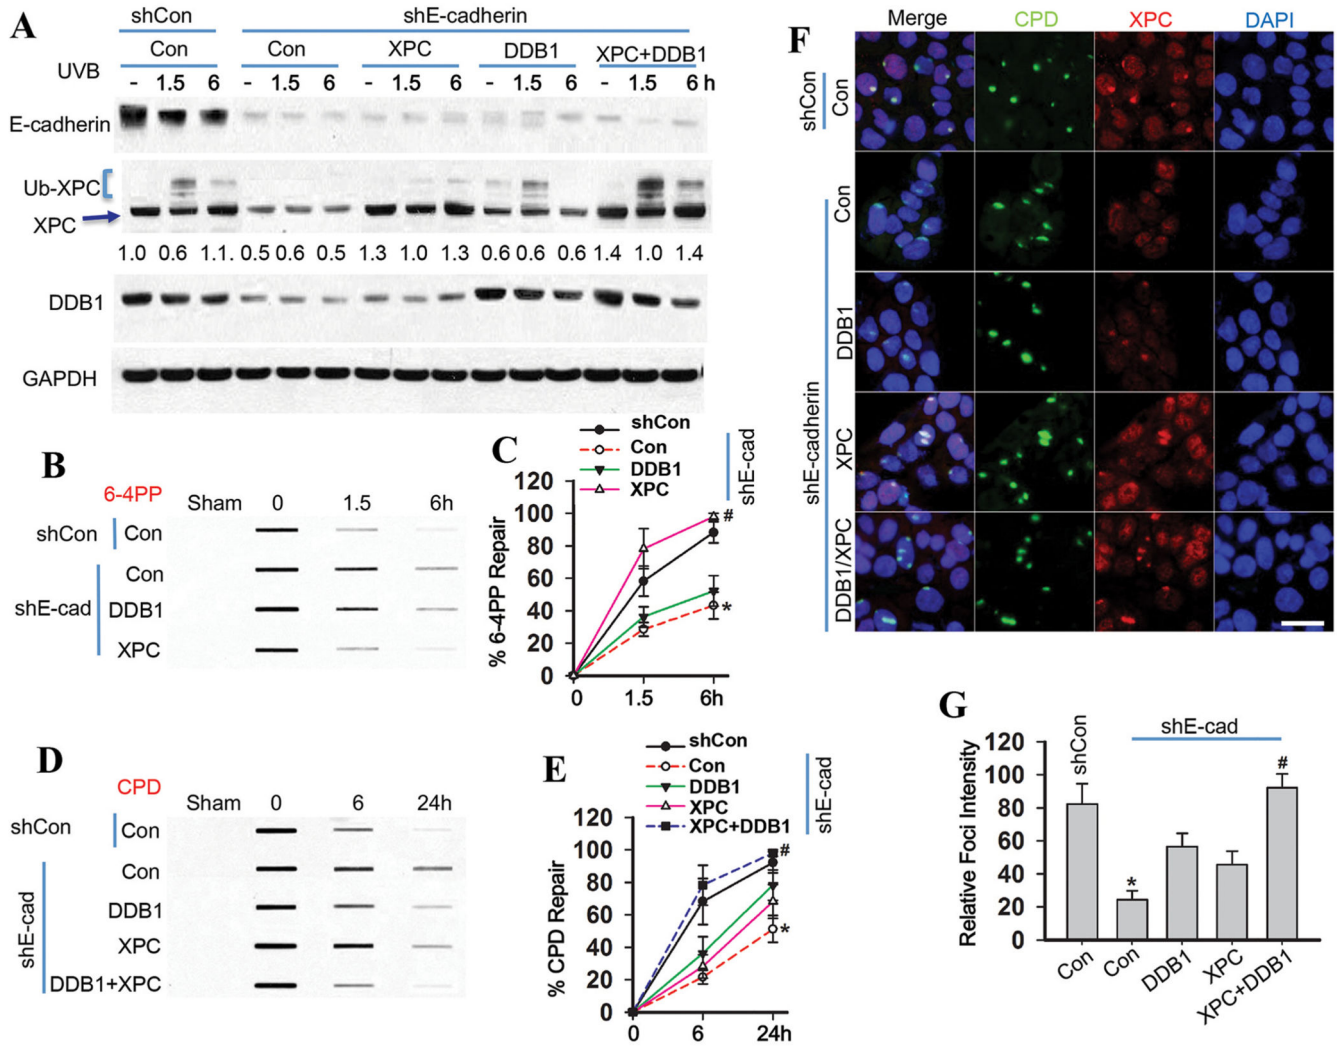 A
shCon shE-cadherin
Con Con XPC DDB1 XPC+DDB1
UVB - 1.5 6 - 1.5 6 - 1.5 6 - 1.5 6 - 1.5 6 h
E-cadherin
Ub-XPC
XPC
1.0 0.6 1.1. 0.5 0.6 0.5 1.3 1.0 1.3 0.6 0.6 0.6 1.4 1.0 1.4
DDB1
GAPDH
B
6-4PP Sham 0 1.5 6h
shCon Con
shE-cad
Con
DDB1
XPC
C
shCon
Con
DDB1
XPC
shE-cad
% 6-4PP Repair
120
100
80
60
40
20
0
#
*
0 1.5 6h
D
CPD Sham 0 6 24h
shCon Con
shE-cad
Con
DDB1
XPC
DDB1+XPC
E
shCon
Con
DDB1
XPC
XPC+DDB1
shE-cad
% CPD Repair
120
100
80
60
40
20
0
#
*
0 6 24h
F
Merge CPD XPC DAPI
shCon Con
shE-cadherin
Con
DDB1
XPC
DDB1/XPC
G
shCon
shE-cad
Relative Foci Intensity
120
100
80
60
40
20
0
*
#
Con Con DDB1 XPC XPC+DDB1